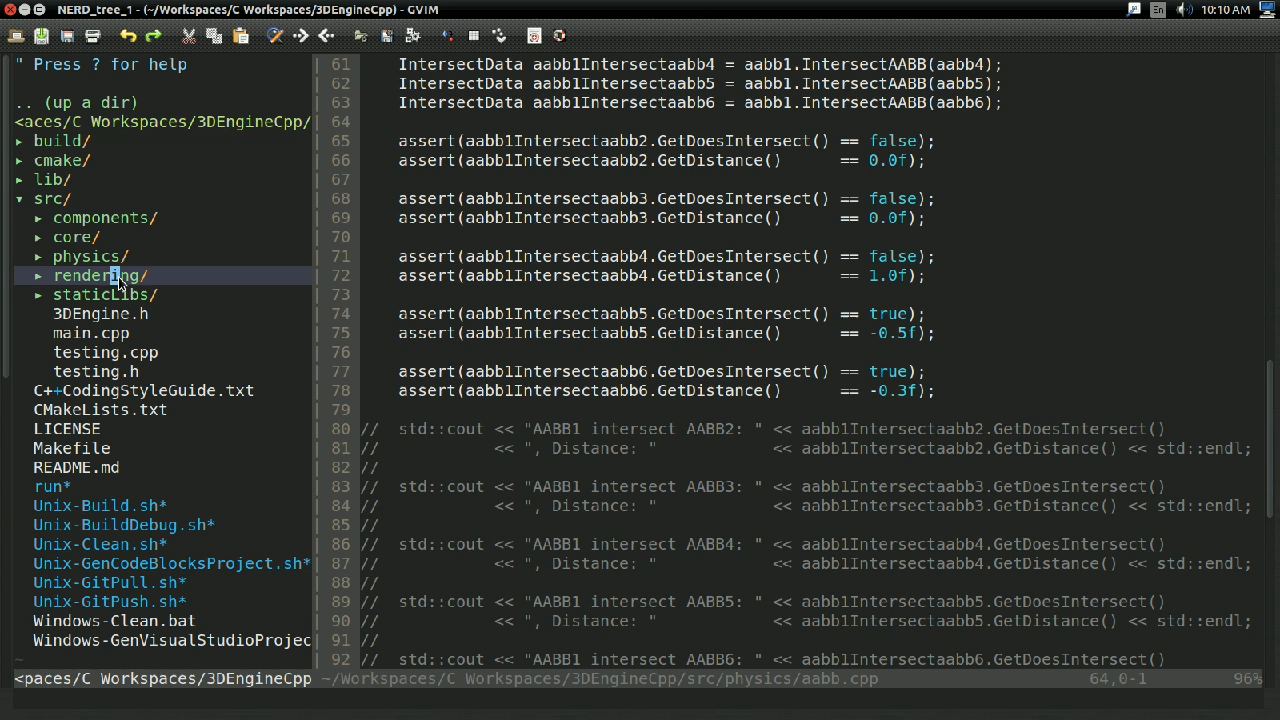 NERD_tree_1 - (~/Workspaces/C Workspaces/3DEngineCpp) - GVIM
En
10:10 AM
" Press ? for help
.. (up a dir)
<aces/C Workspaces/3DEngineCpp/
▸ build/
▸ cmake/
▸ lib/
▾ src/
▸ components/
▸ core/
▸ physics/
▸ rendering/
▸ staticLibs/
3DEngine.h
main.cpp
testing.cpp
testing.h
C++CodingStyleGuide.txt
CMakeLists.txt
LICENSE
Makefile
README.md
run*
Unix-Build.sh*
Unix-BuildDebug.sh*
Unix-Clean.sh*
Unix-GenCodeBlocksProject.sh*
Unix-GitPull.sh*
Unix-GitPush.sh*
Windows-Clean.bat
Windows-GenVisualStudioProjec
~
61 IntersectData aabb1Intersectaabb4 = aabb1.IntersectAABB(aabb4);
62 IntersectData aabb1Intersectaabb5 = aabb1.IntersectAABB(aabb5);
63 IntersectData aabb1Intersectaabb6 = aabb1.IntersectAABB(aabb6);
64
65 assert(aabb1Intersectaabb2.GetDoesIntersect() == false);
66 assert(aabb1Intersectaabb2.GetDistance() == 0.0f);
67
68 assert(aabb1Intersectaabb3.GetDoesIntersect() == false);
69 assert(aabb1Intersectaabb3.GetDistance() == 0.0f);
70
71 assert(aabb1Intersectaabb4.GetDoesIntersect() == false);
72 assert(aabb1Intersectaabb4.GetDistance() == 1.0f);
73
74 assert(aabb1Intersectaabb5.GetDoesIntersect() == true);
75 assert(aabb1Intersectaabb5.GetDistance() == -0.5f);
76
77 assert(aabb1Intersectaabb6.GetDoesIntersect() == true);
78 assert(aabb1Intersectaabb6.GetDistance() == -0.3f);
79
80 // std::cout << "AABB1 intersect AABB2: " << aabb1Intersectaabb2.GetDoesIntersect()
81 // << ", Distance: " << aabb1Intersectaabb2.GetDistance() << std::endl;
82 //
83 // std::cout << "AABB1 intersect AABB3: " << aabb1Intersectaabb3.GetDoesIntersect()
84 // << ", Distance: " << aabb1Intersectaabb3.GetDistance() << std::endl;
85 //
86 // std::cout << "AABB1 intersect AABB4: " << aabb1Intersectaabb4.GetDoesIntersect()
87 // << ", Distance: " << aabb1Intersectaabb4.GetDistance() << std::endl;
88 //
89 // std::cout << "AABB1 intersect AABB5: " << aabb1Intersectaabb5.GetDoesIntersect()
90 // << ", Distance: " << aabb1Intersectaabb5.GetDistance() << std::endl;
91 //
92 // std::cout << "AABB1 intersect AABB6: " << aabb1Intersectaabb6.GetDoesIntersect()
<paces/C Workspaces/3DEngineCpp ~/Workspaces/C Workspaces/3DEngineCpp/src/physics/aabb.cpp 64,0-1 96%